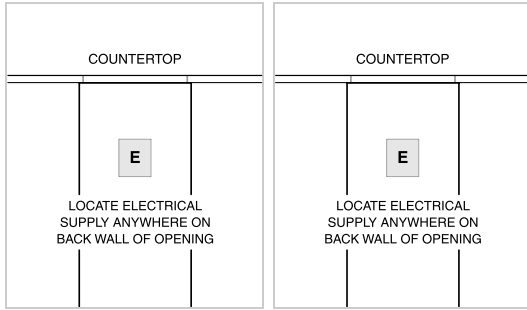 COUNTERTOP
E
LOCATE ELECTRICAL
SUPPLY ANYWHERE ON
BACK WALL OF OPENING
COUNTERTOP
E
LOCATE ELECTRICAL
SUPPLY ANYWHERE ON
BACK WALL OF OPENING